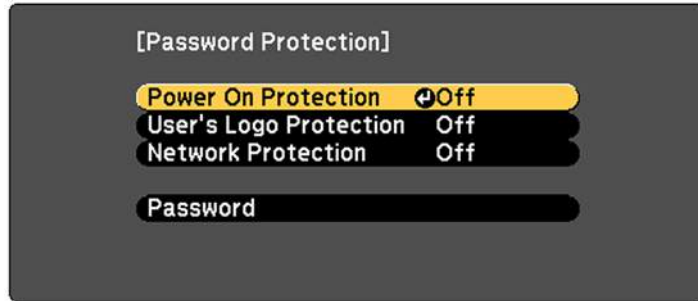 [Password Protection]
Power On Protection Off
User's Logo Protection Off
Network Protection Off
Password